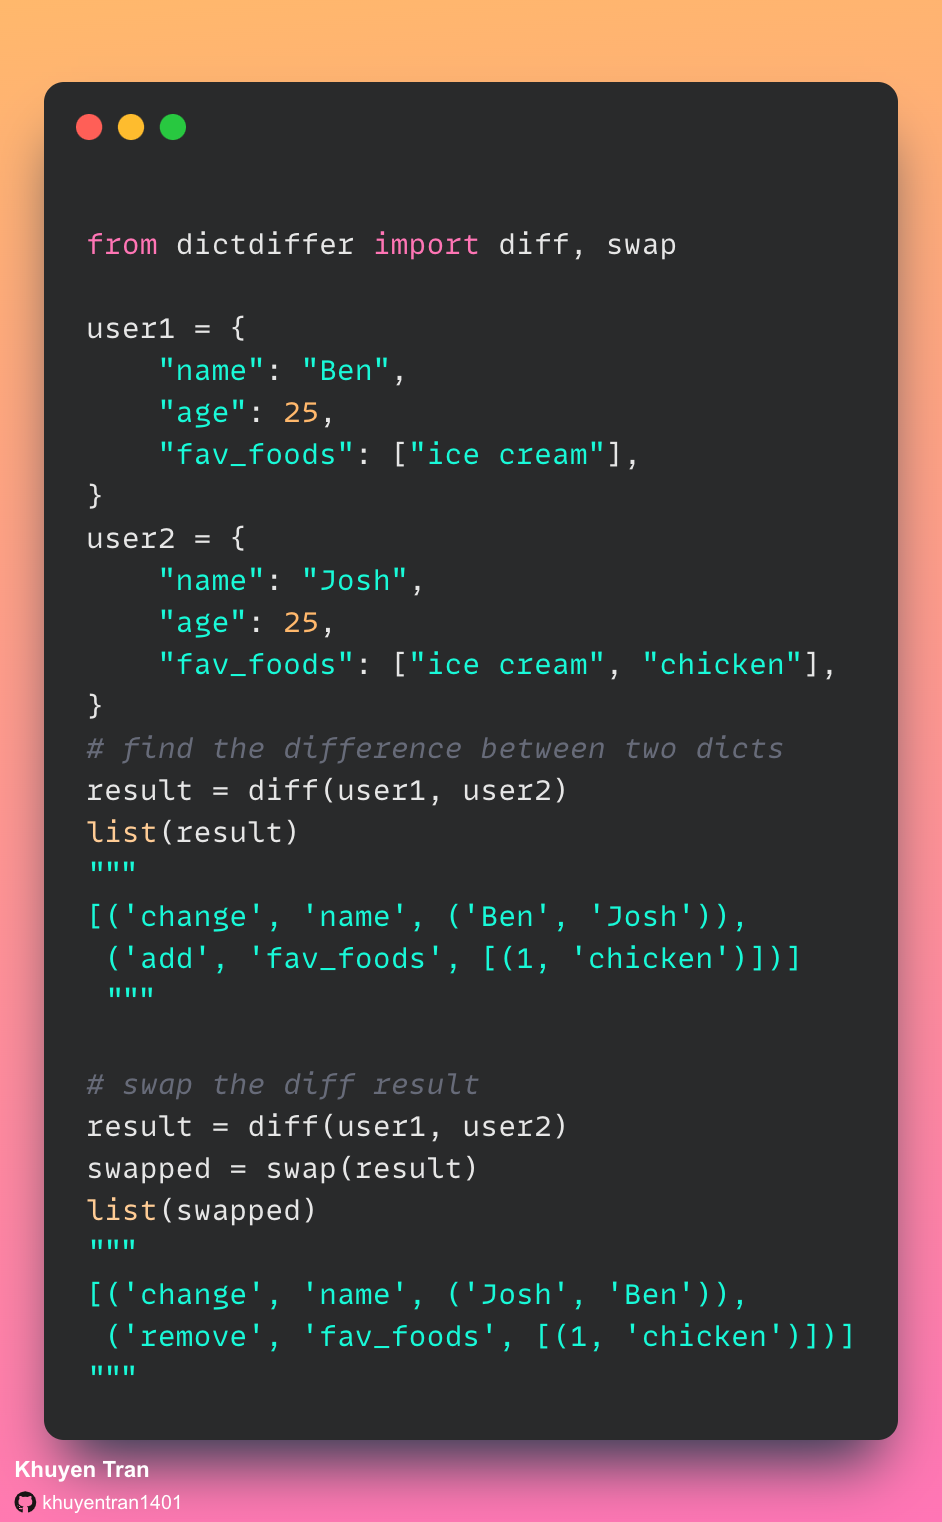 from dictdiffer import diff, swap
user1 = {
    "name": "Ben",
    "age": 25,
    "fav_foods": ["ice cream"],
}
user2 = {
    "name": "Josh",
    "age": 25,
    "fav_foods": ["ice cream", "chicken"],
}
# find the difference between two dicts
result = diff(user1, user2)
list(result)
"""
[('change', 'name', ('Ben', 'Josh')),
 ('add', 'fav_foods', [(1, 'chicken')])]
 """
# swap the diff result
result = diff(user1, user2)
swapped = swap(result)
list(swapped)
"""
[('change', 'name', ('Josh', 'Ben')),
 ('remove', 'fav_foods', [(1, 'chicken')])]
"""
Khuyen Tran
khuyentran1401